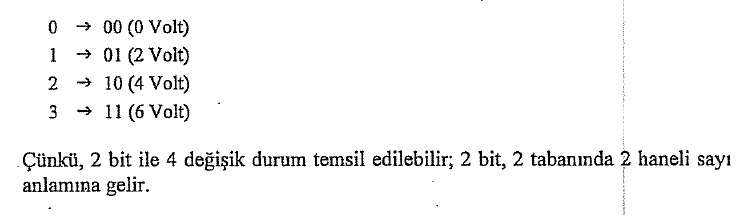 0 → 00 (0 Volt)
1 → 01 (2 Volt)
2 → 10 (4 Volt)
3 → 11 (6 Volt)
Çünkü, 2 bit ile 4 değişik durum temsil edilebilir; 2 bit, 2 tabanında 2 haneli sayı
anlamına gelir.